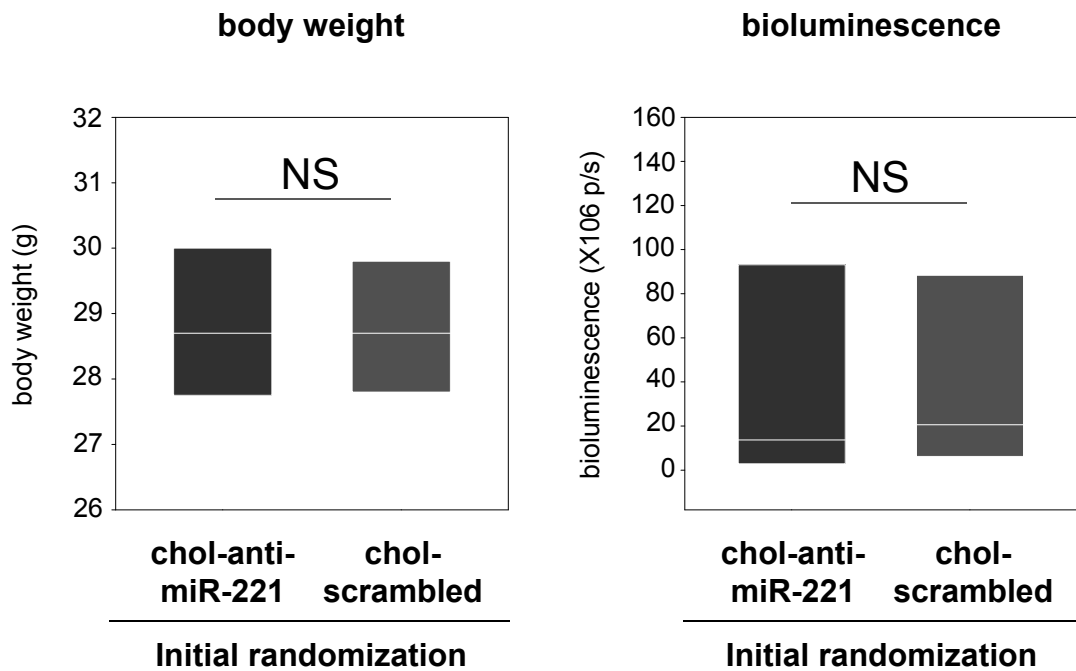 body weight
32
31
30
29
28
27
26
body weight (g)
NS
chol-anti-
miR-221
chol-
scrambled
Initial randomization
bioluminescence
160
140
120
100
80
60
40
20
0
bioluminescence (X106 p/s)
NS
chol-anti-
miR-221
chol-
scrambled
Initial randomization